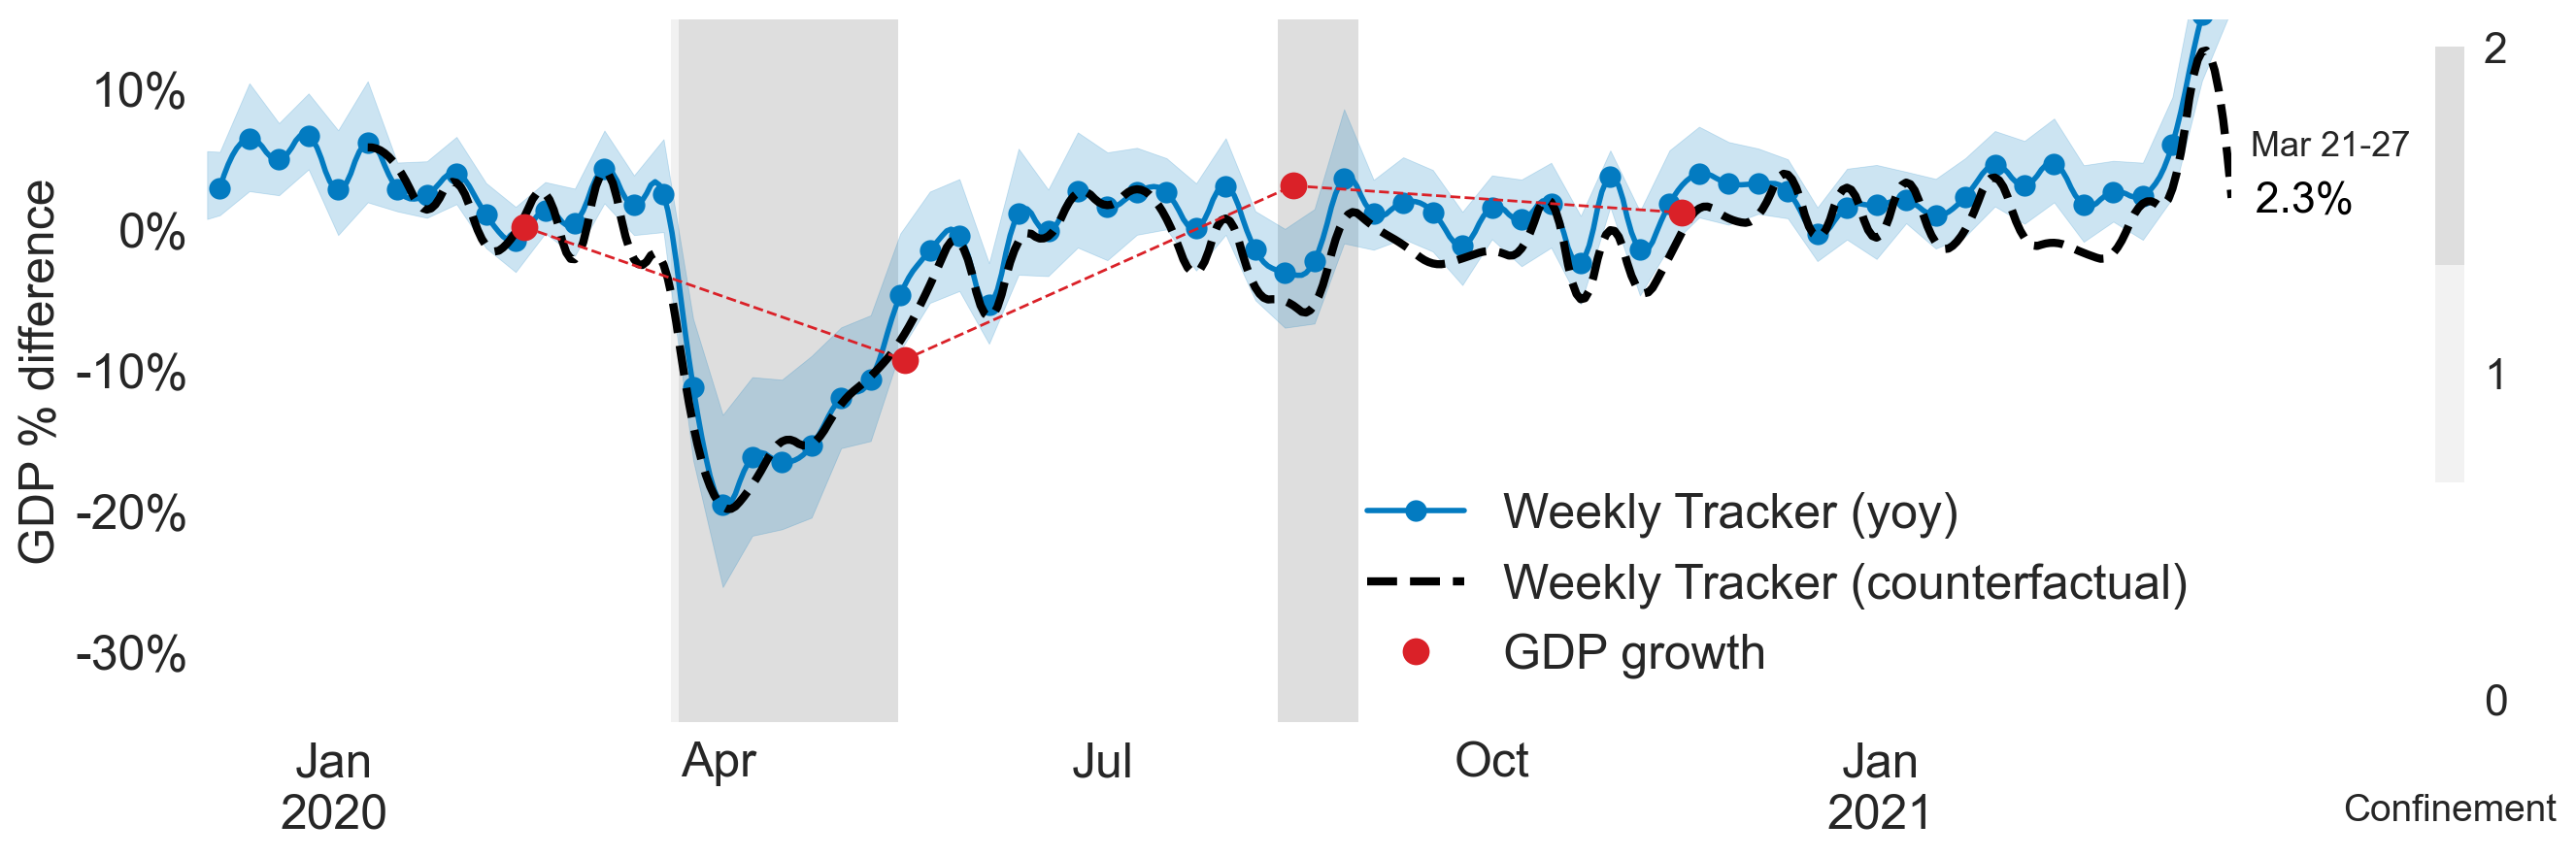 GDP % difference
10%
0%
-10%
-20%
-30%
Jan
2020
Apr
Jul
Oct
Jan
2021
Weekly Tracker (yoy)
Weekly Tracker (counterfactual)
GDP growth
Mar 21-27
2.3%
2
1
0
Confinement